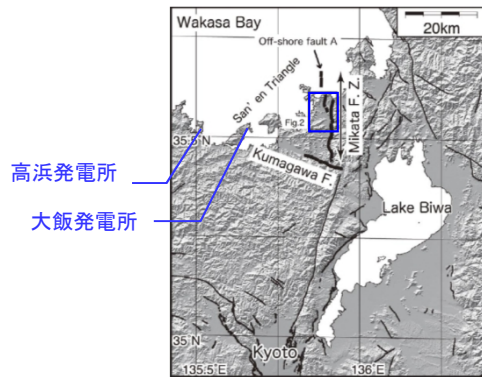 Wakasa Bay
20km
Off-shore fault A
San' en Triangle
Mikata F. Z.
Fig.2
35.5 N
Kumagawa F.
高浜発電所
大飯発電所
Lake Biwa
35 N
Kyoto
135.5 E
136 E